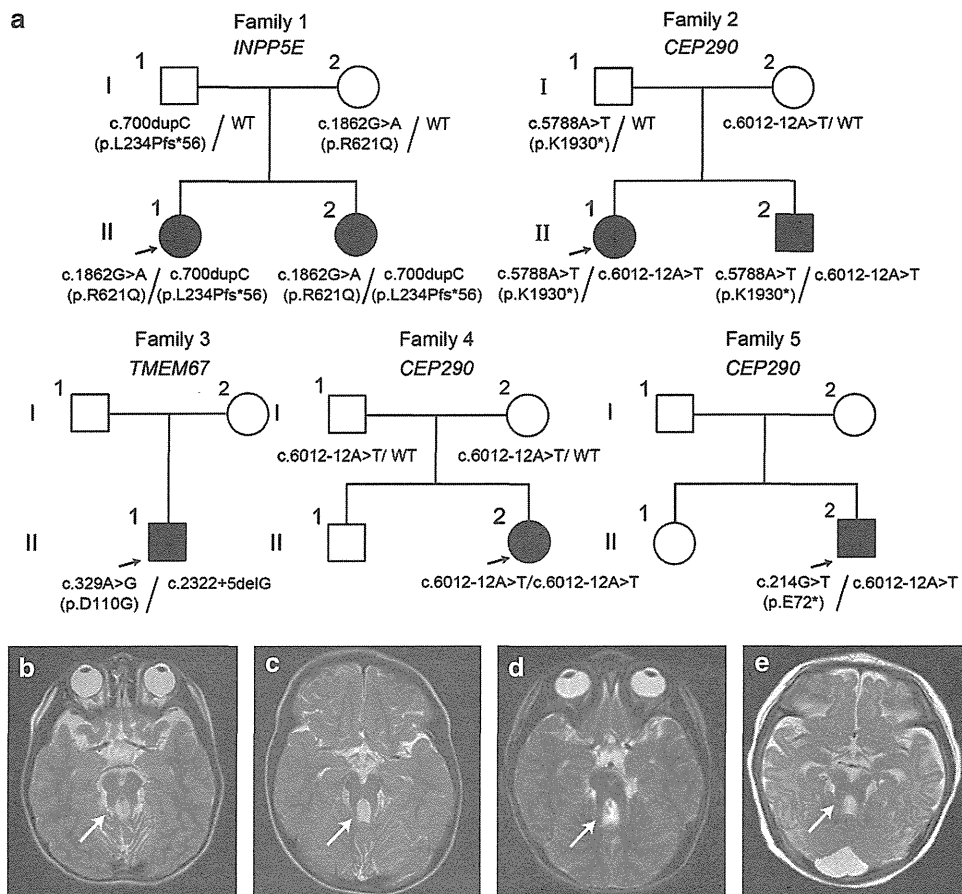 a
Family 1
INPP5E
I
1
2
c.700dupC
(p.L234Pfs*56)
/ WT
c.1862G>A
(p.R621Q)
/ WT
II
1
2
c.1862G>A
(p.R621Q)
/
c.700dupC
(p.L234Pfs*56)
c.1862G>A
(p.R621Q)
/
c.700dupC
(p.L234Pfs*56)
Family 2
CEP290
I
1
2
c.5788A>T
(p.K1930*)
/ WT
c.6012-12A>T/ WT
II
1
2
c.5788A>T
(p.K1930*)
/ c.6012-12A>T
c.5788A>T
(p.K1930*)
/ c.6012-12A>T
Family 3
TMEM67
I
1
2
II
1
c.329A>G
(p.D110G)
/ c.2322+5delG
Family 4
CEP290
I
1
2
c.6012-12A>T/ WT
c.6012-12A>T/ WT
II
1
2
c.6012-12A>T/c.6012-12A>T
Family 5
CEP290
I
1
2
II
1
2
c.214G>T
(p.E72*)
/ c.6012-12A>T
b
c
d
e